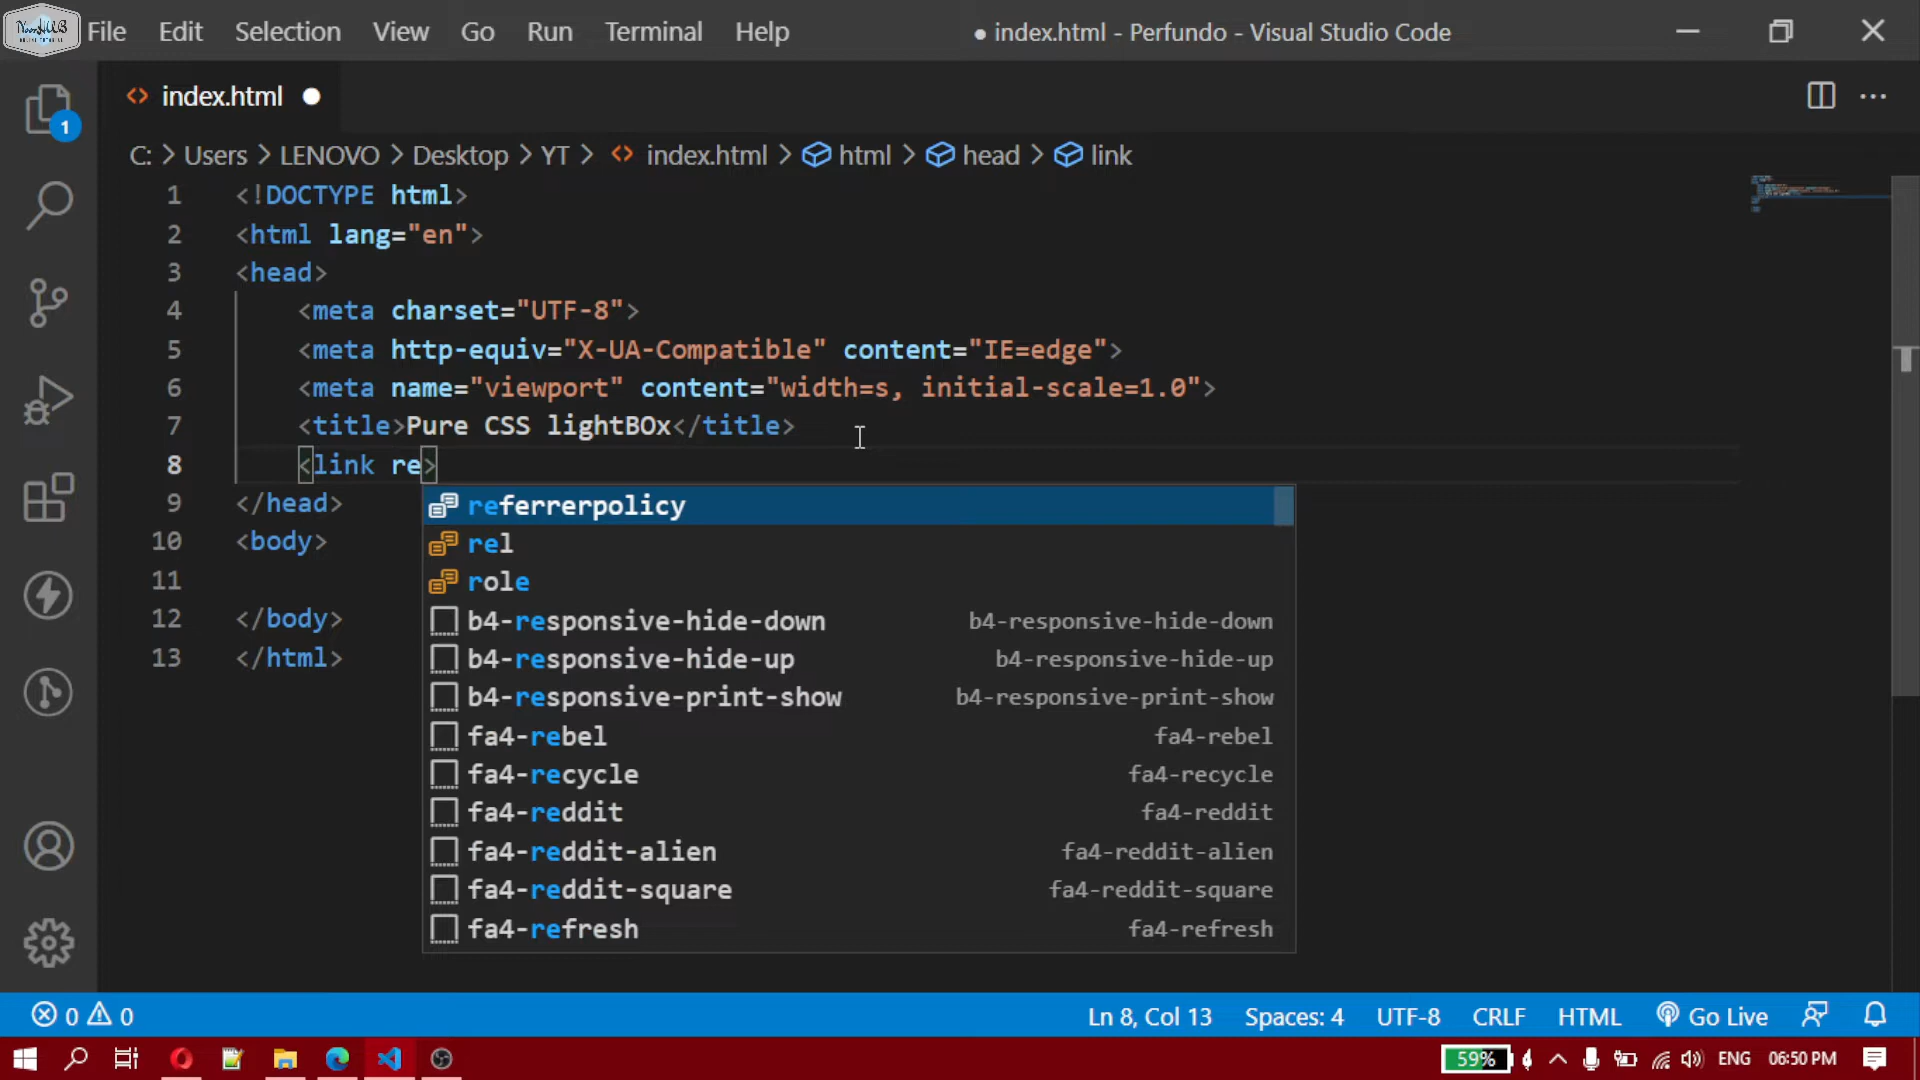 NoonHUB
File Edit Selection View Go Run Terminal Help
● index.html - Perfundo - Visual Studio Code
index.html
1
C: > Users > LENOVO > Desktop > YT > index.html > html > head > link
1 <!DOCTYPE html>
2 <html lang="en">
3 <head>
4 <meta charset="UTF-8">
5 <meta http-equiv="X-UA-Compatible" content="IE=edge">
6 <meta name="viewport" content="width=s, initial-scale=1.0">
7 <title>Pure CSS lightBOx</title>
8 <link re>
9 </head>
10 <body>
11
12 </body>
13 </html>
referrerpolicy
rel
role
b4-responsive-hide-down b4-responsive-hide-down
b4-responsive-hide-up b4-responsive-hide-up
b4-responsive-print-show b4-responsive-print-show
fa4-rebel fa4-rebel
fa4-recycle fa4-recycle
fa4-reddit fa4-reddit
fa4-reddit-alien fa4-reddit-alien
fa4-reddit-square fa4-reddit-square
fa4-refresh fa4-refresh
0 0 Ln 8, Col 13 Spaces: 4 UTF-8 CRLF HTML Go Live
59% ENG 06:50 PM